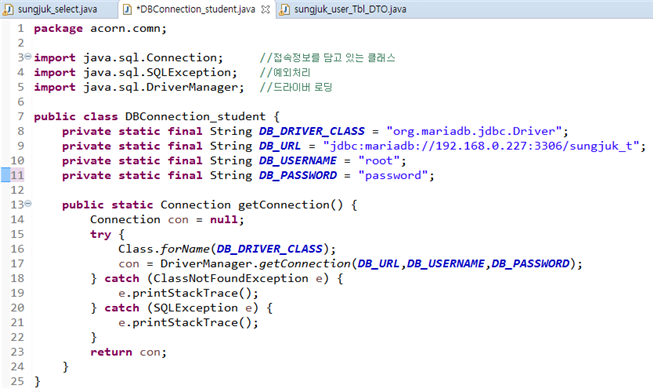 sungjuk_select.java *DBConnection_student.java sungjuk_user_Tbl_DTO.java
1 package acorn.comn;
2
3 import java.sql.Connection; //접속정보를 담고 있는 클래스
4 import java.sql.SQLException; //예외처리
5 import java.sql.DriverManager; //드라이버 로딩
6
7 public class DBConnection_student {
8 private static final String DB_DRIVER_CLASS = "org.mariadb.jdbc.Driver";
9 private static final String DB_URL = "jdbc:mariadb://192.168.0.227:3306/sungjuk_t";
10 private static final String DB_USERNAME = "root";
11 private static final String DB_PASSWORD = "password";
12
13 public static Connection getConnection() {
14 Connection con = null;
15 try {
16 Class.forName(DB_DRIVER_CLASS);
17 con = DriverManager.getConnection(DB_URL,DB_USERNAME,DB_PASSWORD);
18 } catch (ClassNotFoundException e) {
19 e.printStackTrace();
20 } catch (SQLException e) {
21 e.printStackTrace();
22 }
23 return con;
24 }
25 }